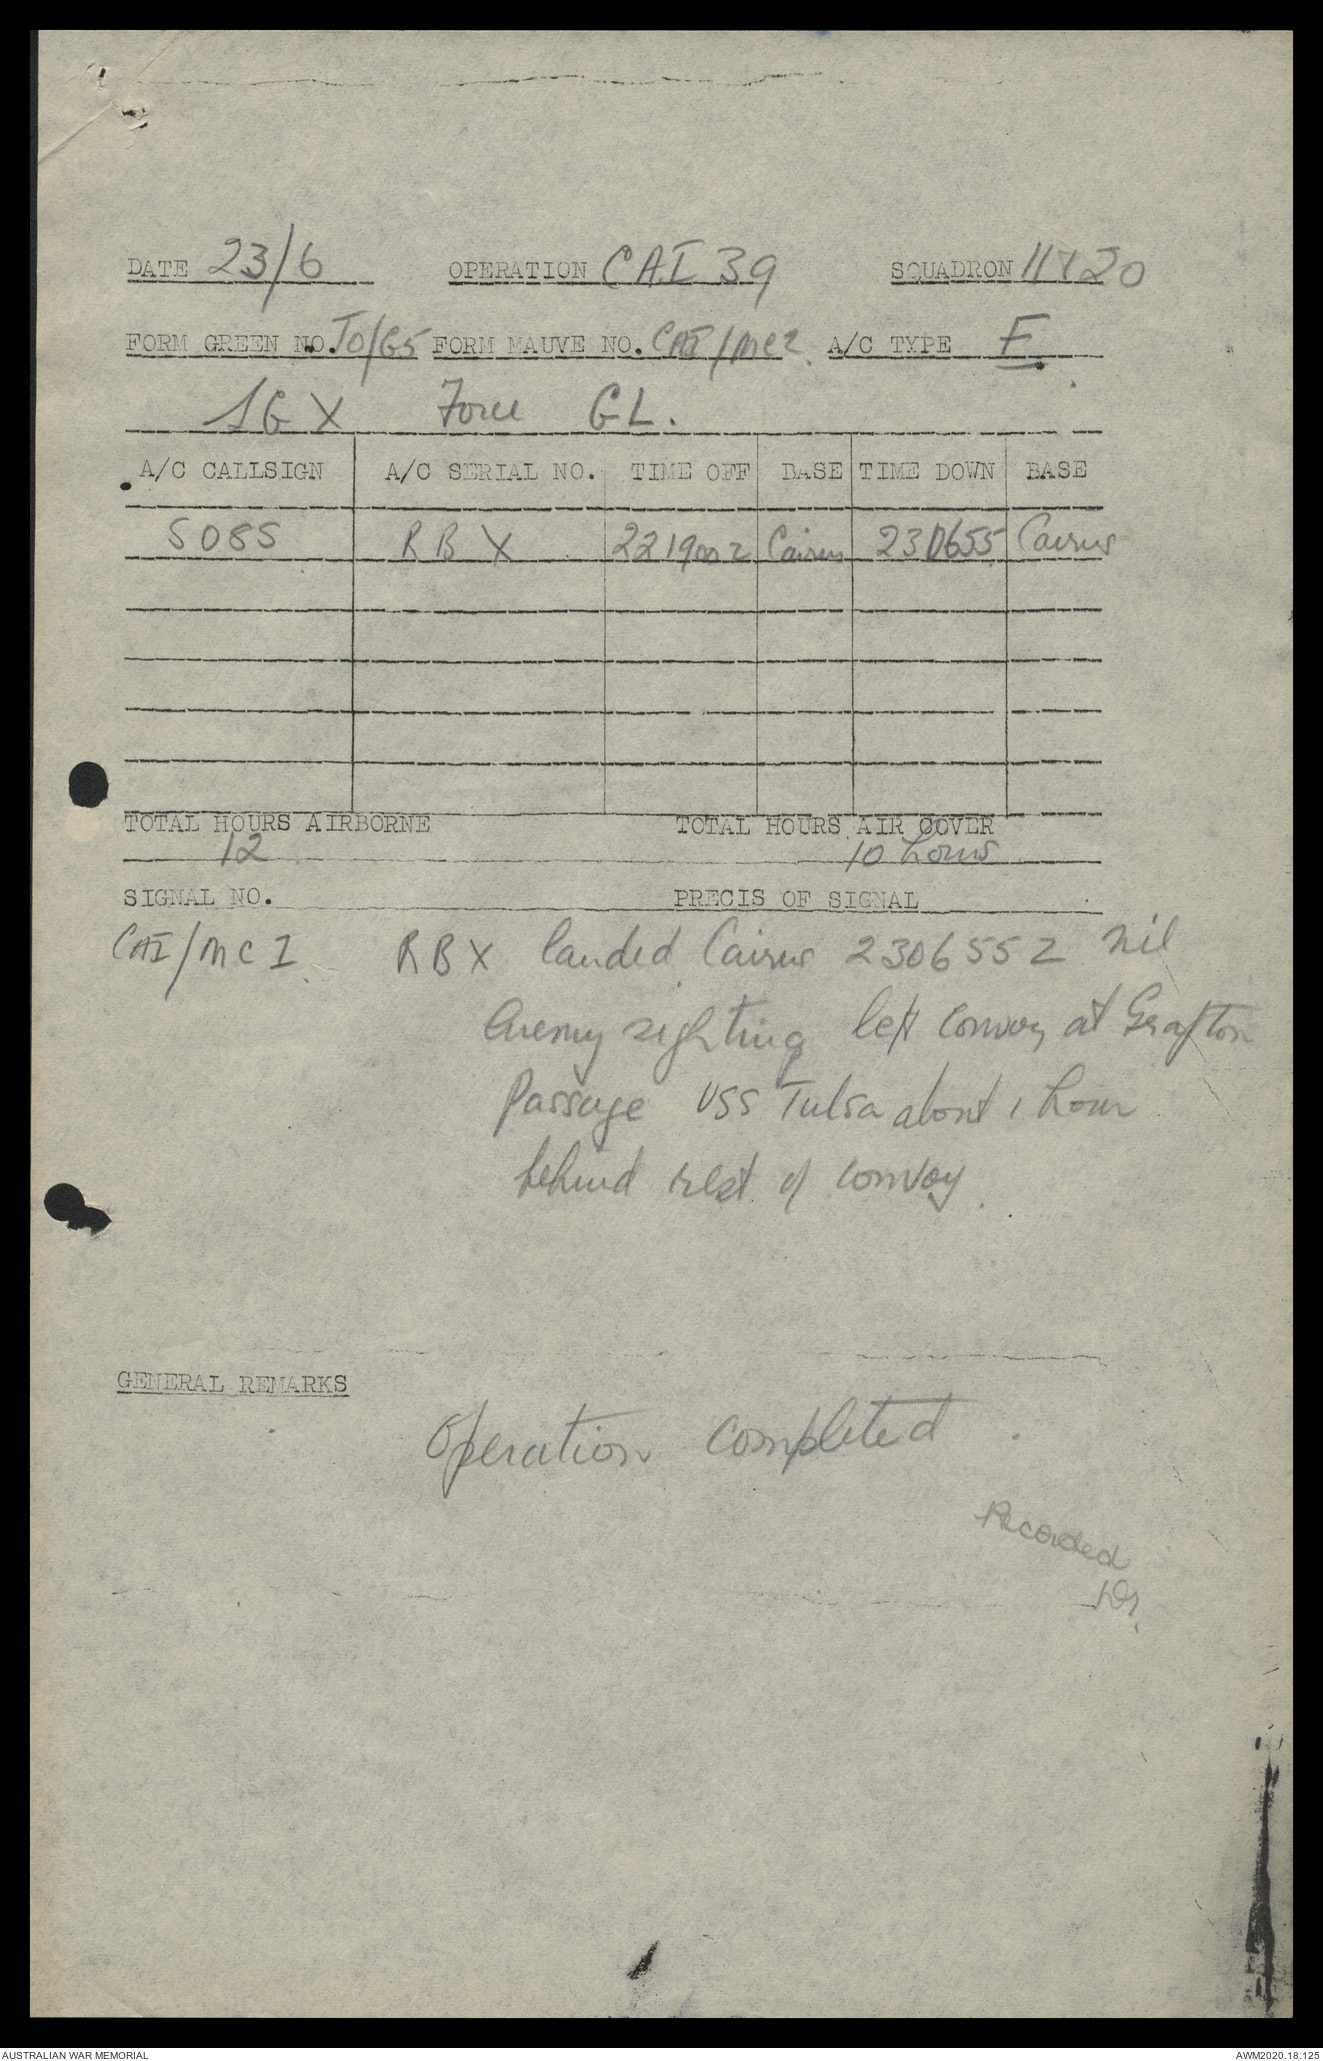 DATE 23/6 OPERATION CAI 39 SQUADRON 11 & 20
FORM GREEN NO. JO/G5 FORM MAUVE NO. CAI/MC2 A/C TYPE F
SGX Force GL.
A/C CALLSIGN A/C SERIAL NO. TIME OFF BASE TIME DOWN BASE
5085 RBX 221900Z Cairns 230655 Cairns
TOTAL HOURS AIRBORNE TOTAL HOURS AIR COVER
12 10 hours
SIGNAL NO. PRECIS OF SIGNAL
CAI/MC I RBX landed Cairns 230655Z nil
enemy sighting left convoy at Grafton
Passage USS Tulsa about 1 hour
behind rest of convoy.
GENERAL REMARKS
Operation completed.
Recorded
AUSTRALIAN WAR MEMORIAL AWM2020.18.125